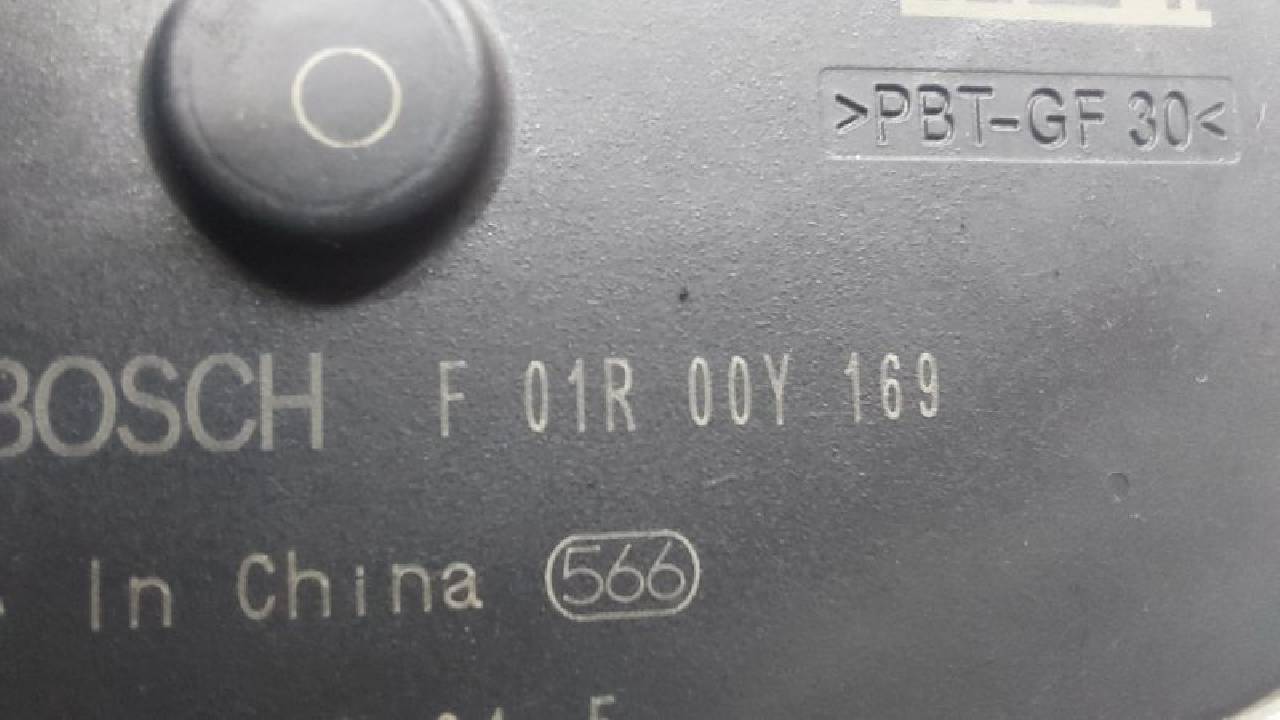 >PBT-GF 30<
BOSCH F 01R 00Y 169
In China 566